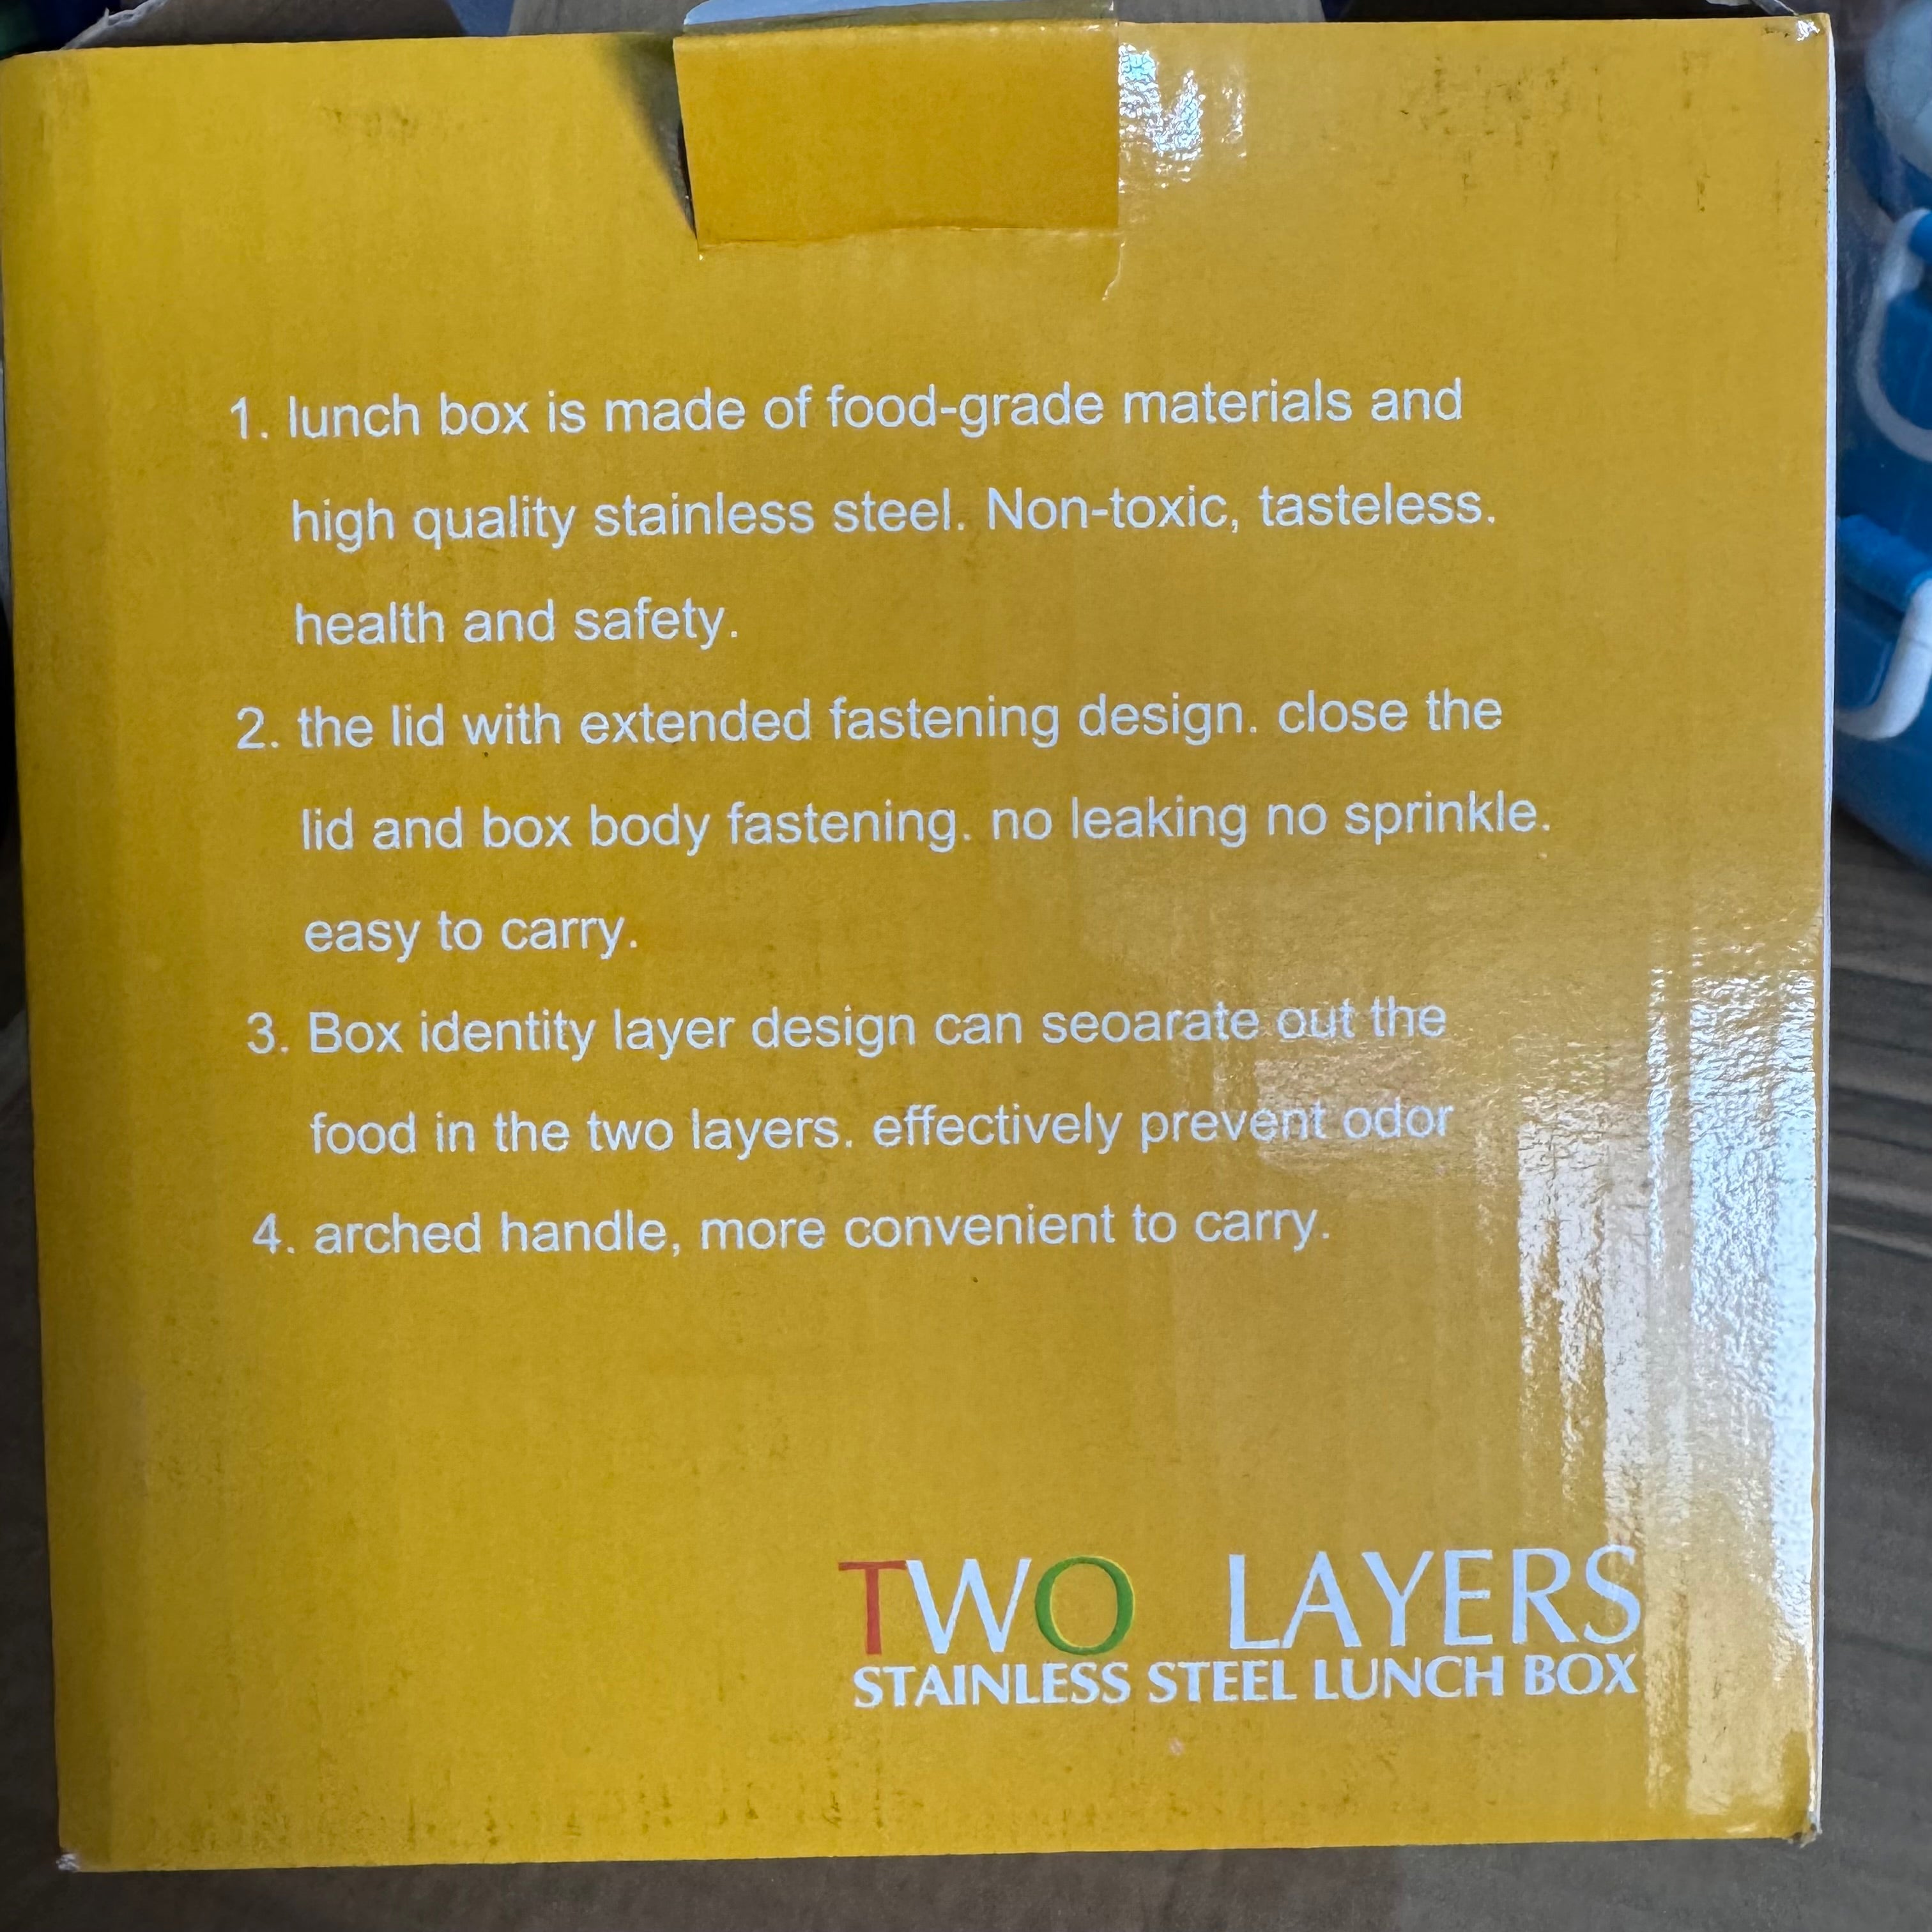 1. lunch box is made of food-grade materials and
high quality stainless steel. Non-toxic, tasteless.
health and safety.
2. the lid with extended fastening design. close the
lid and box body fastening. no leaking no sprinkle.
easy to carry.
3. Box identity layer design can seoarate out the
food in the two layers. effectively prevent odor
4. arched handle, more convenient to carry.
TWO LAYERS
STAINLESS STEEL LUNCH BOX